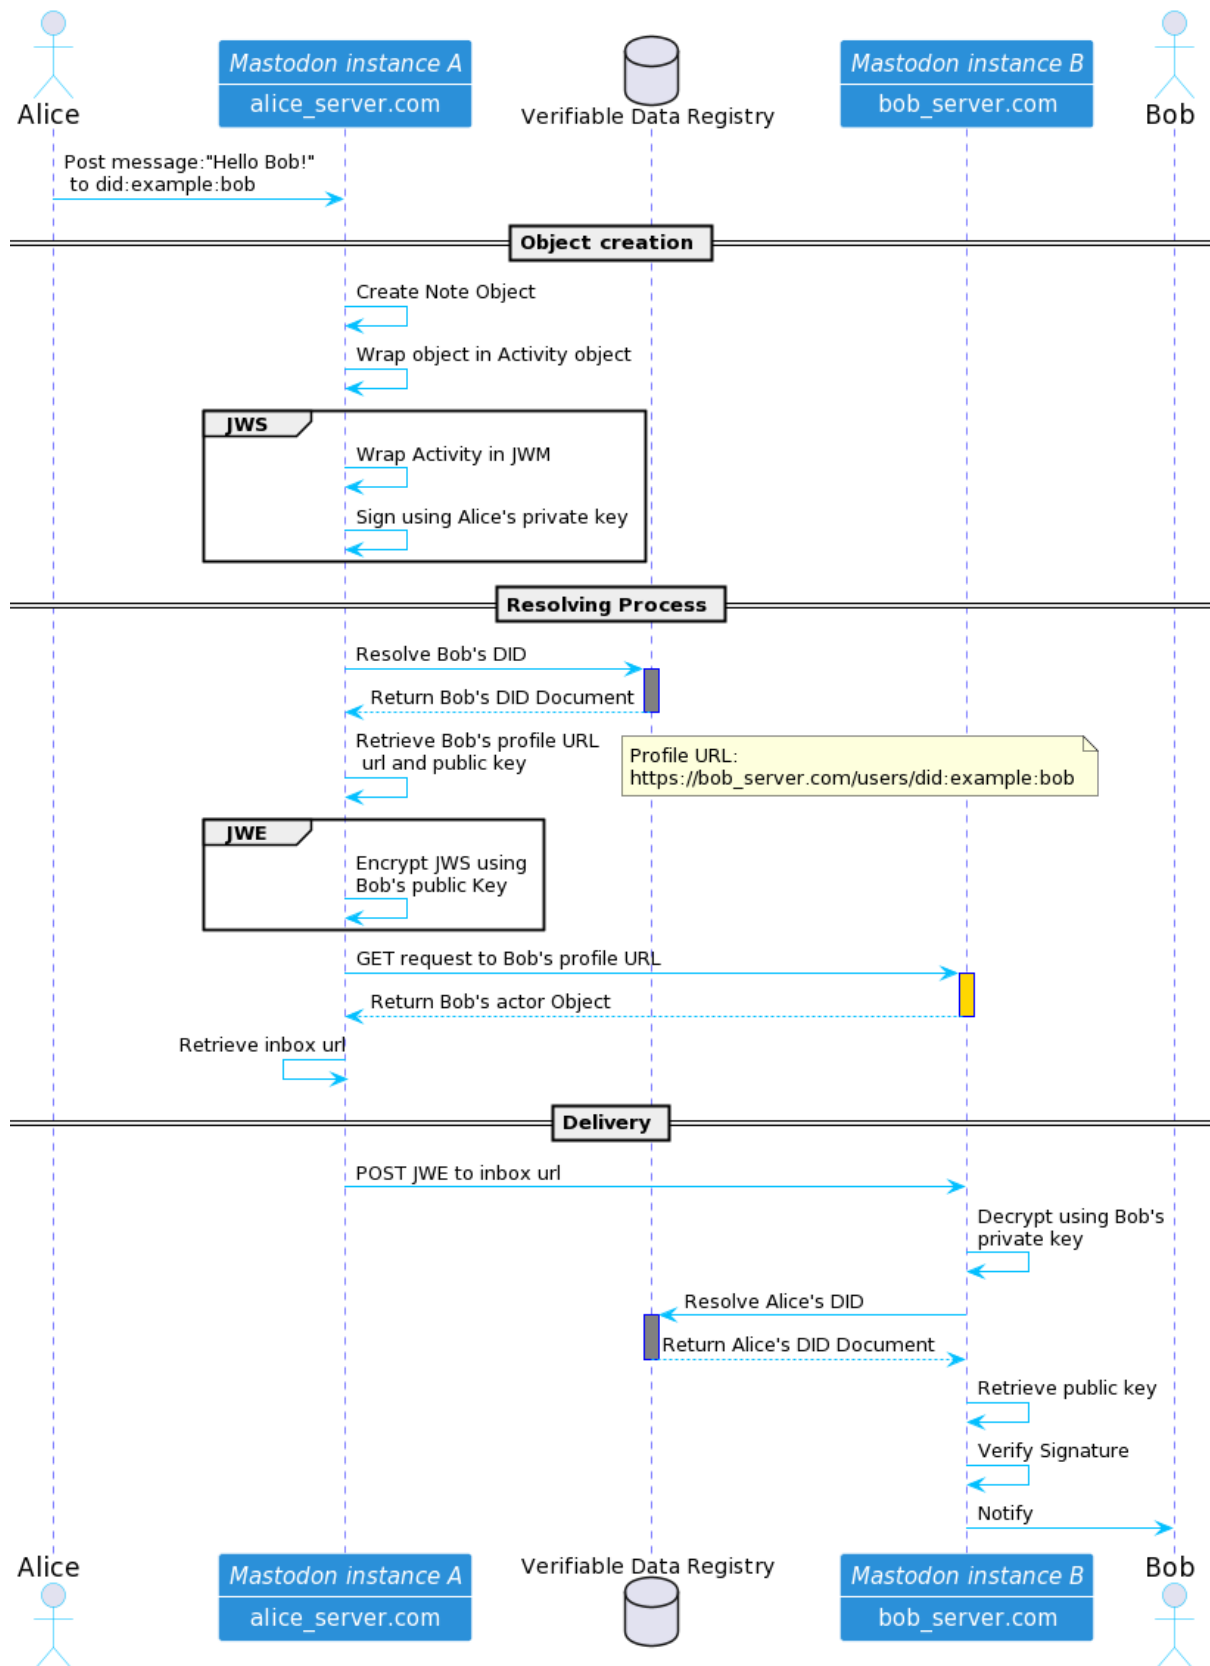 Alice
Mastodon instance A
alice_server.com
Verifiable Data Registry
Mastodon instance B
bob_server.com
Bob
Post message:"Hello Bob!"
to did:example:bob
Object creation
Create Note Object
Wrap object in Activity object
JWS
Wrap Activity in JWM
Sign using Alice's private key
Resolving Process
Resolve Bob's DID
Return Bob's DID Document
Retrieve Bob's profile URL
url and public key
Profile URL:
https://bob_server.com/users/did:example:bob
JWE
Encrypt JWS using
Bob's public Key
GET request to Bob's profile URL
Return Bob's actor Object
Retrieve inbox url
Delivery
POST JWE to inbox url
Decrypt using Bob's
private key
Resolve Alice's DID
Return Alice's DID Document
Retrieve public key
Verify Signature
Notify
Alice
Mastodon instance A
alice_server.com
Verifiable Data Registry
Mastodon instance B
bob_server.com
Bob